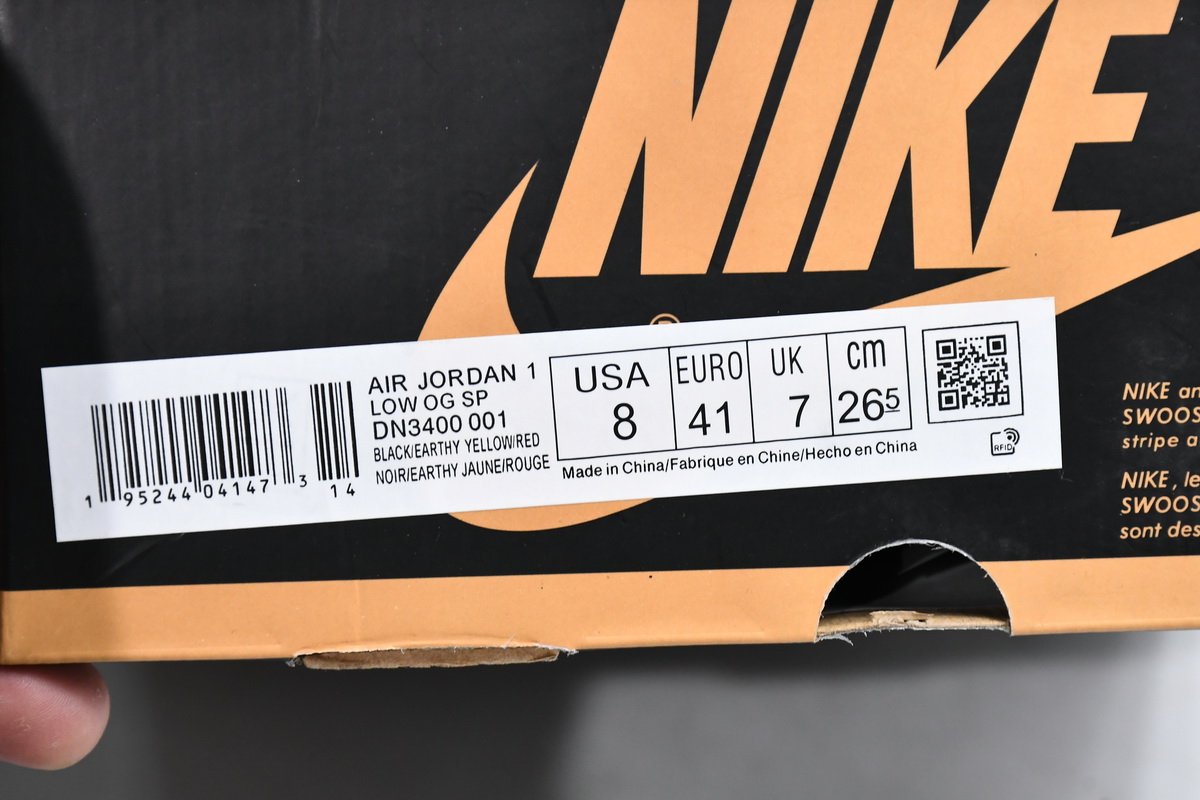 NIKE
®
AIR JORDAN 1
LOW OG SP
DN3400 001
BLACK/EARTHY YELLOW/RED
NOIR/EARTHY JAUNE/ROUGE
1 95244 04147 3 14
USA EURO UK cm
8 41 7 265
Made in China/Fabrique en Chine/Hecho en China
RFID
NIKE an
SWOOS
stripe a
NIKE, le
SWOOS
sont des